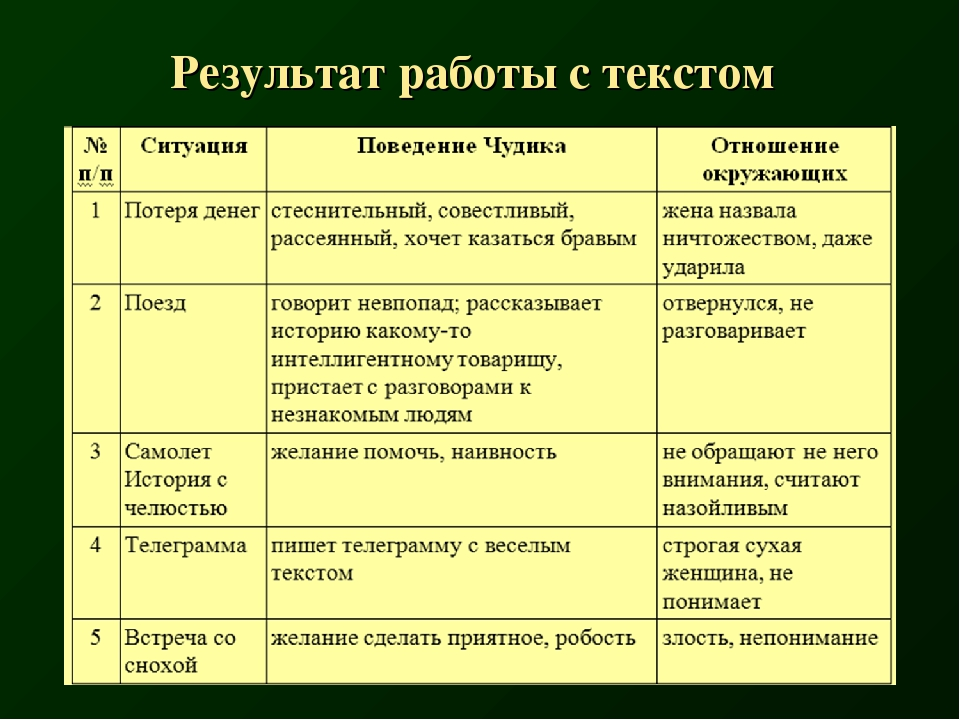 Результат работы с текстом
№ п/п Ситуация Поведение Чудика Отношение окружающих
1 Потеря денег стеснительный, совестливый, рассеянный, хочет казаться бравым жена назвала ничтожеством, даже ударила
2 Поезд говорит невпопад; рассказывает историю какому-то интеллигентному товарищу, пристает с разговорами к незнакомым людям отвернулся, не разговаривает
3 Самолет История с челюстью желание помочь, наивность не обращают не него внимания, считают назойливым
4 Телеграмма пишет телеграмму с веселым текстом строгая сухая женщина, не понимает
5 Встреча со снохой желание сделать приятное, робость злость, непонимание